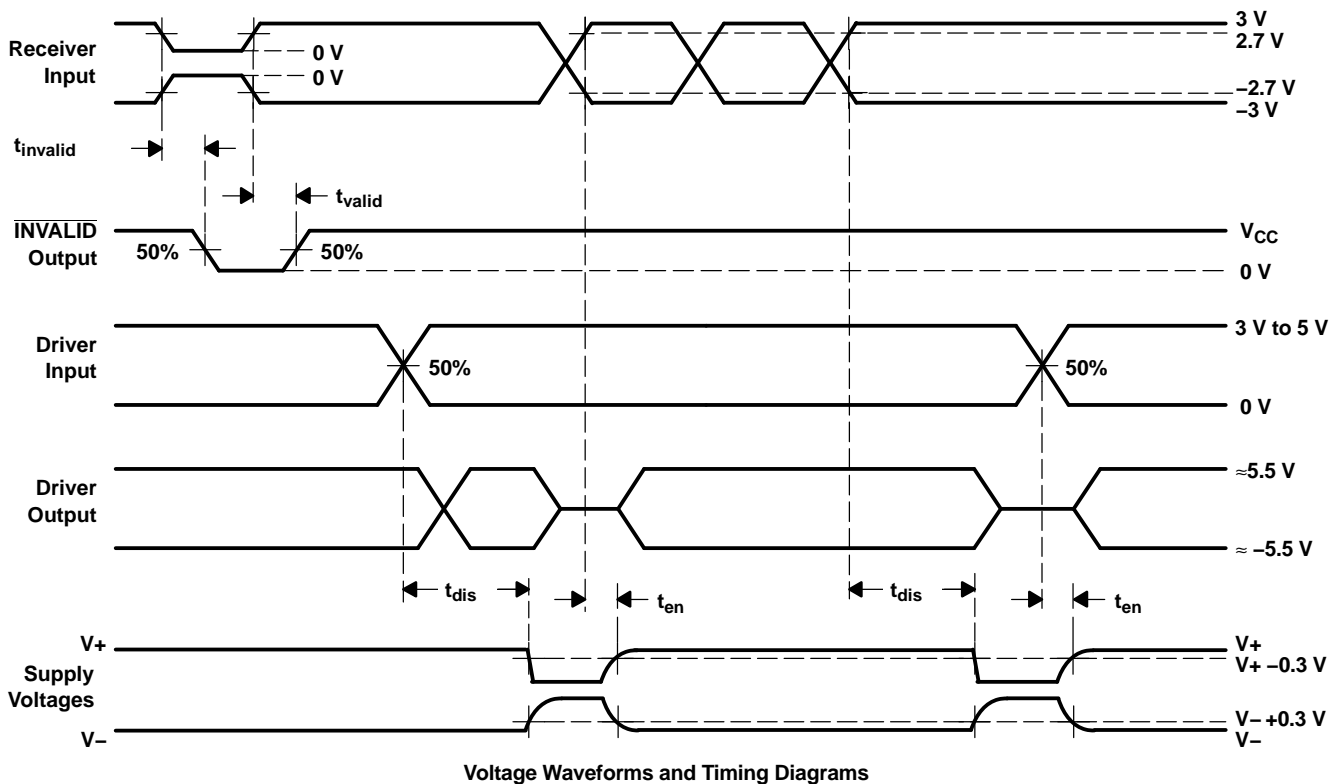 3 V
2.7 V
Receiver
Input
0 V
0 V
−2.7 V
−3 V
tinvalid
tvalid
INVALID
Output
50%
50%
VCC
0 V
Driver
Input
50%
50%
3 V to 5 V
0 V
Driver
Output
≈5.5 V
≈ −5.5 V
tdis
ten
tdis
ten
V+
Supply
Voltages
V−
V+
V+ −0.3 V
V− +0.3 V
V−
Voltage Waveforms and Timing Diagrams